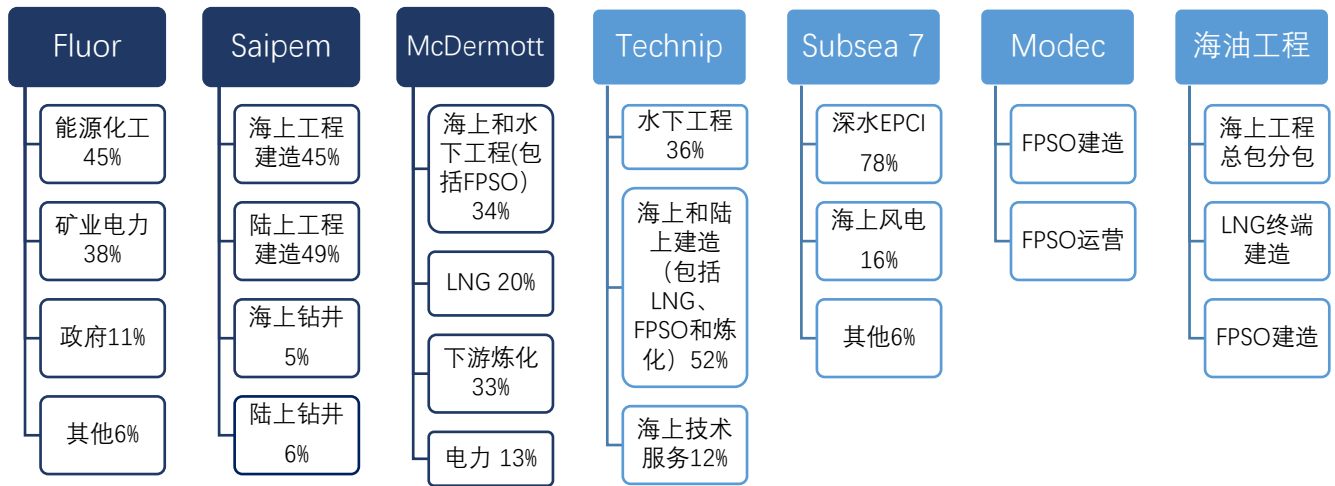 Fluor
能源化工
45%
矿业电力
38%
政府11%
其他6%
Saipem
海上工程
建造45%
陆上工程
建造49%
海上钻井
5%
陆上钻井
6%
McDermott
海上和水
下工程(包
括FPSO）
34%
LNG 20%
下游炼化
33%
电力 13%
Technip
水下工程
36%
海上和陆
上建造
（包括
LNG、
FPSO和炼
化）52%
海上技术
服务12%
Subsea 7
深水EPCI
78%
海上风电
16%
其他6%
Modec
FPSO建造
FPSO运营
海油工程
海上工程
总包分包
LNG终端
建造
FPSO建造